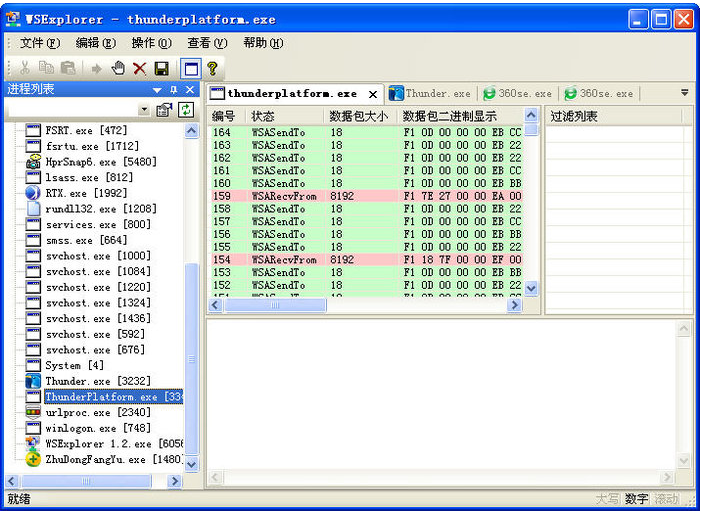 WSExplorer - thunderplatform.exe
文件(F) 编辑(E) 操作(O) 查看(V) 帮助(H)
进程列表
FSRT.exe [472]
fsrtu.exe [1712]
HprSnap6.exe [5480]
lsass.exe [812]
RTX.exe [1992]
rundll32.exe [1208]
services.exe [800]
smss.exe [664]
svchost.exe [1000]
svchost.exe [1084]
svchost.exe [1220]
svchost.exe [1324]
svchost.exe [1436]
svchost.exe [592]
svchost.exe [676]
System [4]
Thunder.exe [3232]
ThunderPlatform.exe
urlproc.exe [2340]
winlogon.exe [748]
WSExplorer 1.2.exe [6056
ZhuDongFangYu.exe [1480
thunderplatform.exe Thunder.exe 360se.exe 360se.exe
编号 状态 数据包大小 数据包二进制显示
164 WSASendTo 18 F1 0D 00 00 00 EB CC
163 WSASendTo 18 F1 0D 00 00 00 EB 22
162 WSASendTo 18 F1 0D 00 00 00 EB 22
161 WSASendTo 18 F1 0D 00 00 00 EB CC
160 WSASendTo 18 F1 0D 00 00 00 EB BB
159 WSARecvFrom 8192 F1 7E 27 00 00 EA 00
158 WSASendTo 18 F1 0D 00 00 00 EB 22
157 WSASendTo 18 F1 0D 00 00 00 EB CC
156 WSASendTo 18 F1 0D 00 00 00 EB BB
155 WSASendTo 18 F1 0D 00 00 00 EB 22
154 WSARecvFrom 8192 F1 18 7F 00 00 EF 00
153 WSASendTo 18 F1 0D 00 00 00 EB BB
152 WSASendTo 18 F1 0D 00 00 00 EB 22
过滤列表
就绪
大写 数字 滚动